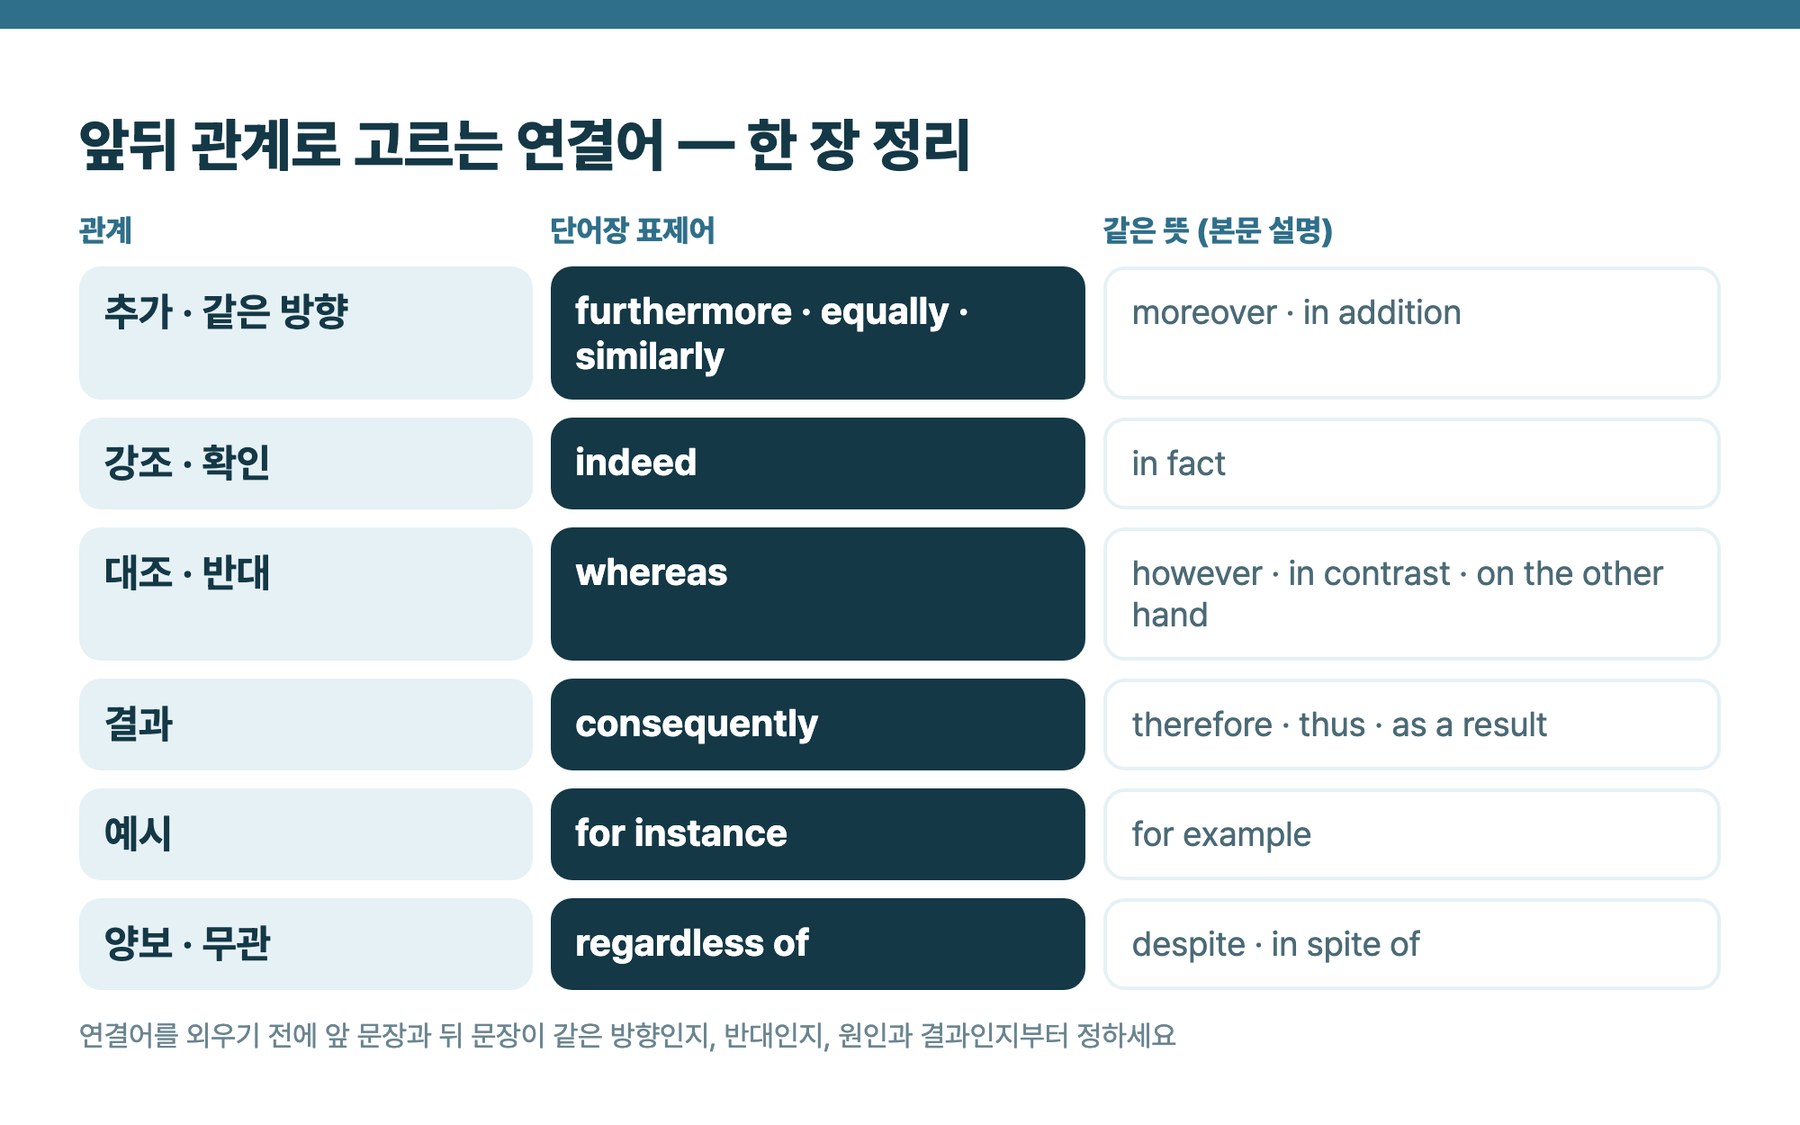 앞뒤 관계로 고르는 연결어 — 한 장 정리
관계
단어장 표제어
같은 뜻 (본문 설명)
추가 · 같은 방향
furthermore · equally ·
similarly
moreover · in addition
강조 · 확인
indeed
in fact
대조 · 반대
whereas
however · in contrast · on the other
hand
결과
consequently
therefore · thus · as a result
예시
for instance
for example
양보 · 무관
regardless of
despite · in spite of
연결어를 외우기 전에 앞 문장과 뒤 문장이 같은 방향인지, 반대인지, 원인과 결과인지부터 정하세요